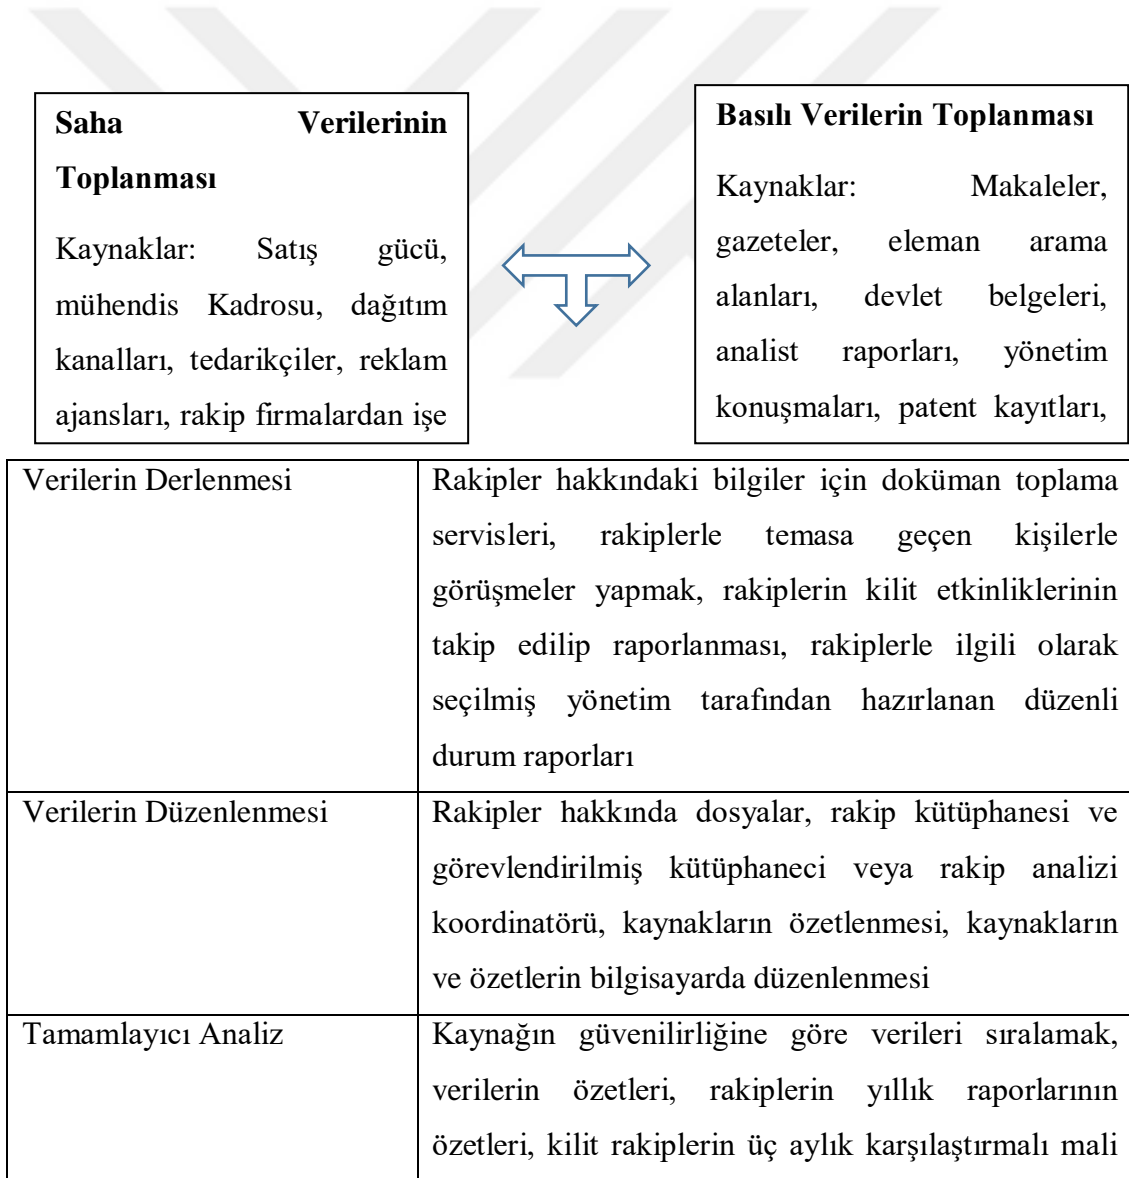 Saha Verilerinin
Toplanması
Kaynaklar: Satış gücü,
mühendis Kadrosu, dağıtım
kanalları, tedarikçiler, reklam
ajansları, rakip firmalardan işe
Basılı Verilerin Toplanması
Kaynaklar: Makaleler,
gazeteler, eleman arama
alanları, devlet belgeleri,
analist raporları, yönetim
konuşmaları, patent kayıtları,
Verilerin Derlenmesi
Rakipler hakkındaki bilgiler için doküman toplama
servisleri, rakiplerle temasa geçen kişilerle
görüşmeler yapmak, rakiplerin kilit etkinliklerinin
takip edilip raporlanması, rakiplerle ilgili olarak
seçilmiş yönetim tarafından hazırlanan düzenli
durum raporları
Verilerin Düzenlenmesi
Rakipler hakkında dosyalar, rakip kütüphanesi ve
görevlendirilmiş kütüphaneci veya rakip analizi
koordinatörü, kaynakların özetlenmesi, kaynakların
ve özetlerin bilgisayarda düzenlenmesi
Tamamlayıcı Analiz
Kaynağın güvenilirliğine göre verileri sıralamak,
verilerin özetleri, rakiplerin yıllık raporlarının
özetleri, kilit rakiplerin üç aylık karşılaştırmalı mali